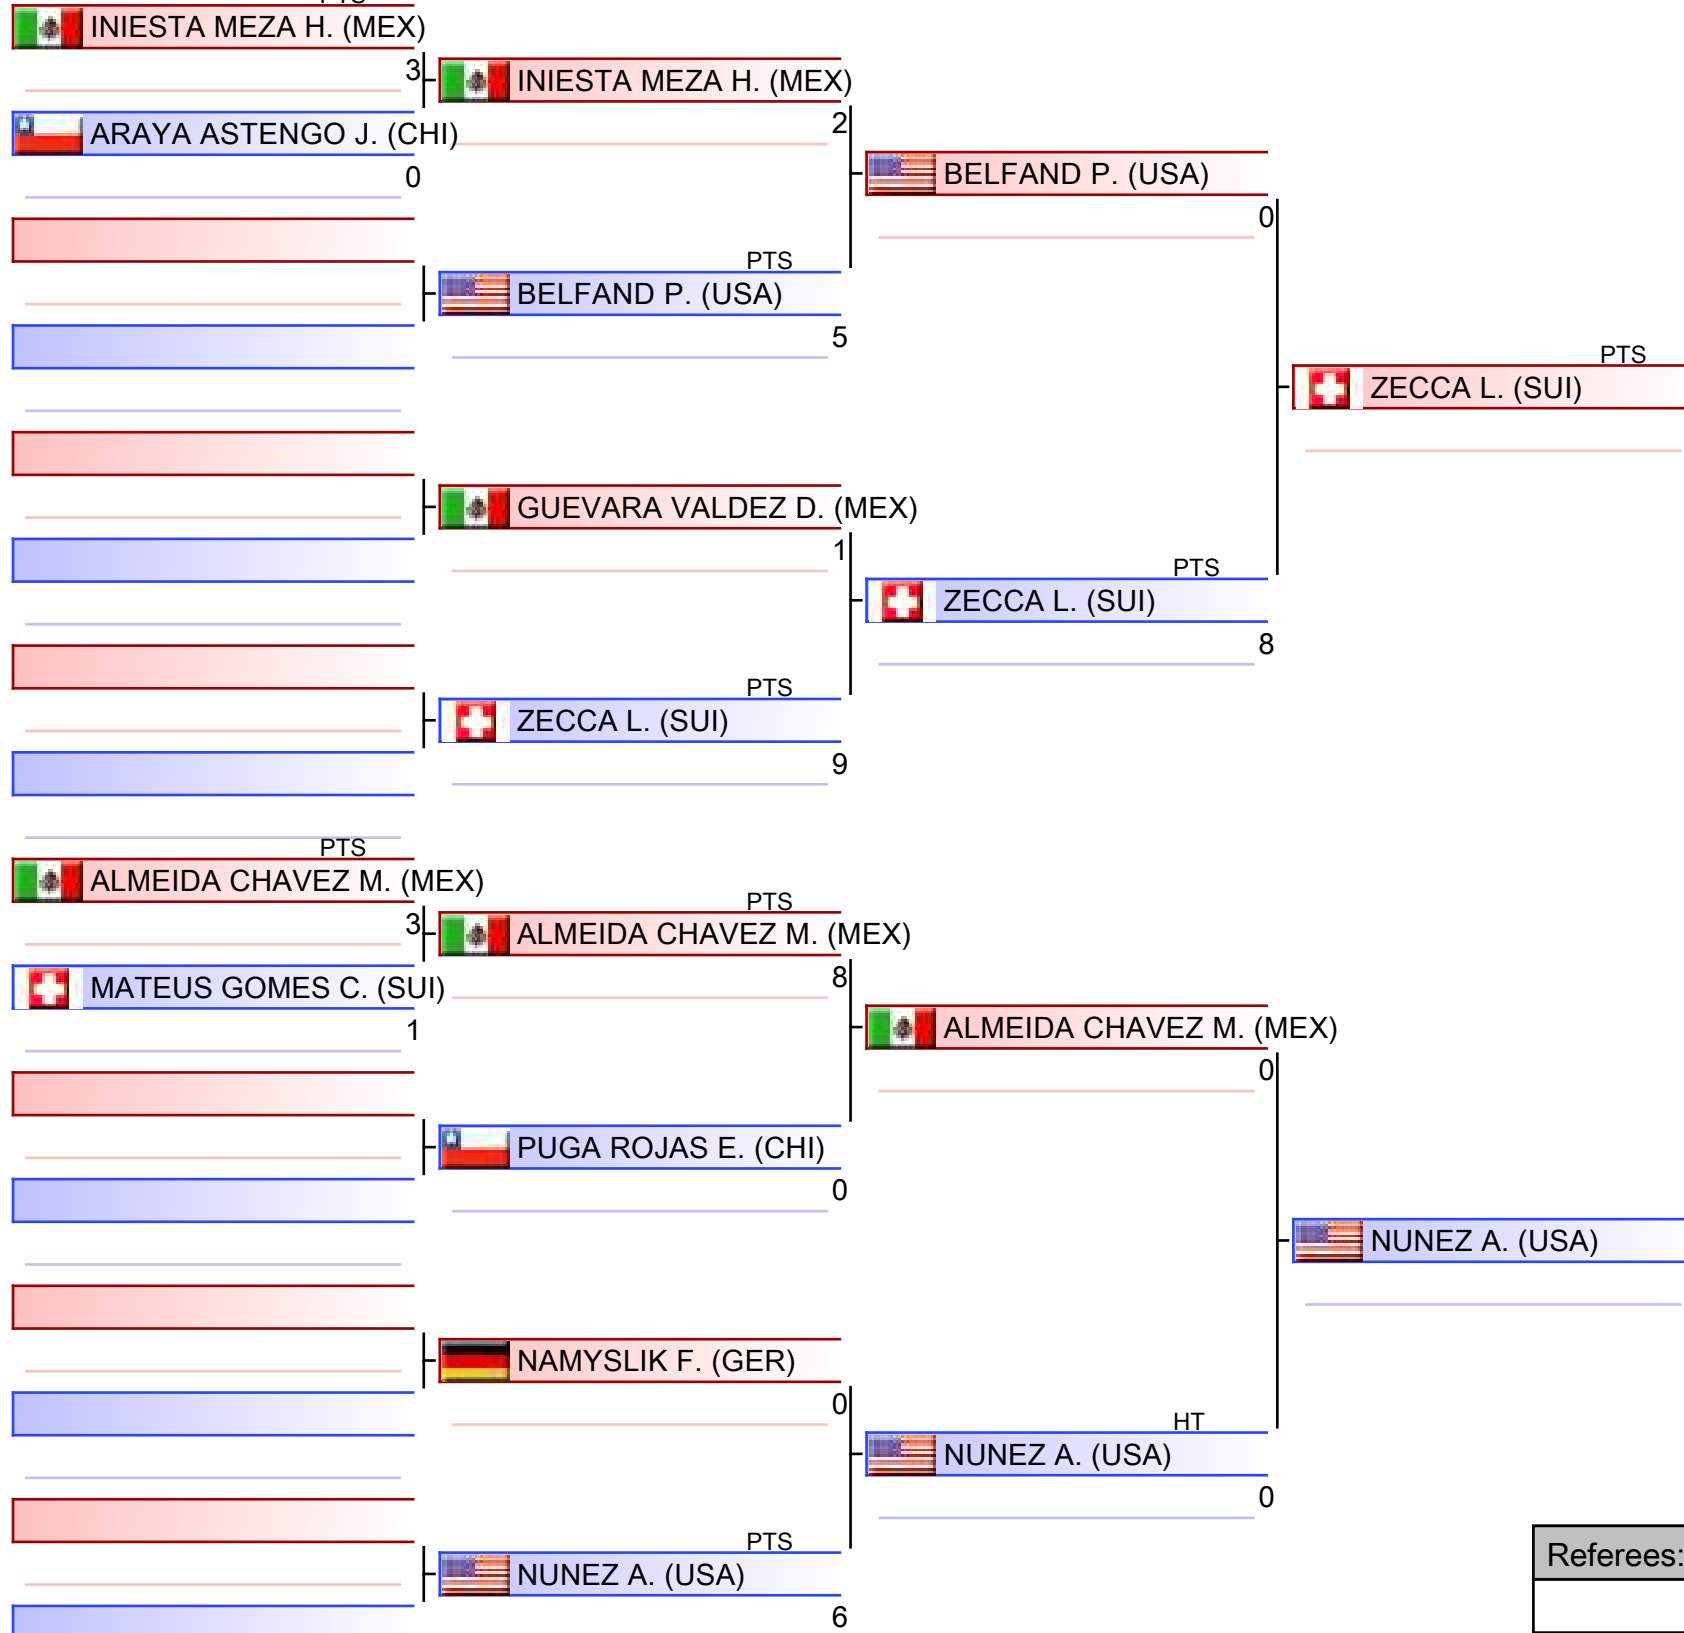 INIESTA MEZA H. (MEX)
3
ARAYA ASTENGO J. (CHI)
0
PTS
ALMEIDA CHAVEZ M. (MEX)
3
MATEUS GOMES C. (SUI)
1
INIESTA MEZA H. (MEX)
2
PTS
BELFAND P. (USA)
5
GUEVARA VALDEZ D. (MEX)
1
PTS
ZECCA L. (SUI)
9
PTS
ALMEIDA CHAVEZ M. (MEX)
8
PUGA ROJAS E. (CHI)
0
NAMYSLIK F. (GER)
0
PTS
NUNEZ A. (USA)
6
BELFAND P. (USA)
0
PTS
ZECCA L. (SUI)
8
ALMEIDA CHAVEZ M. (MEX)
0
HT
NUNEZ A. (USA)
0
PTS
ZECCA L. (SUI)
NUNEZ A. (USA)
Referees: